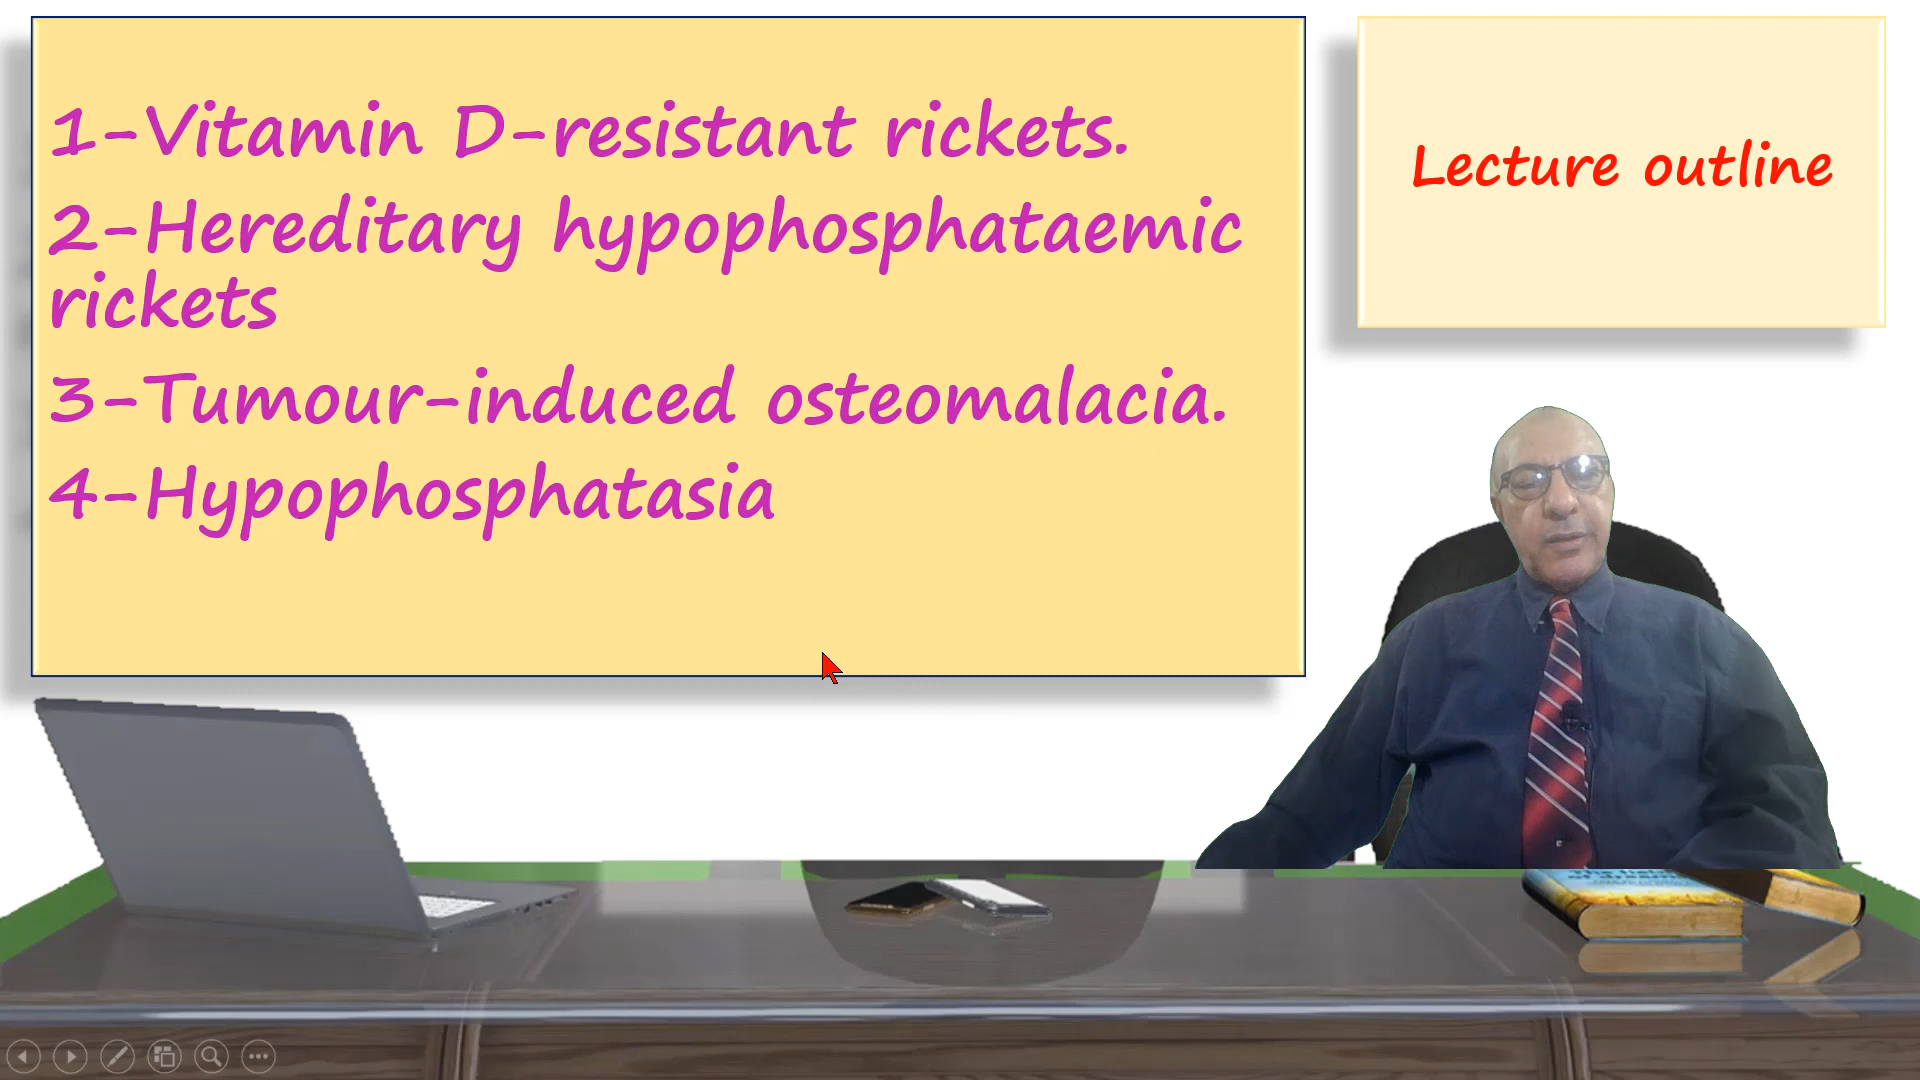 1-Vitamin D-resistant rickets.
2-Hereditary hypophosphataemic
rickets
3-Tumour-induced osteomalacia.
4-Hypophosphatasia
Lecture outline